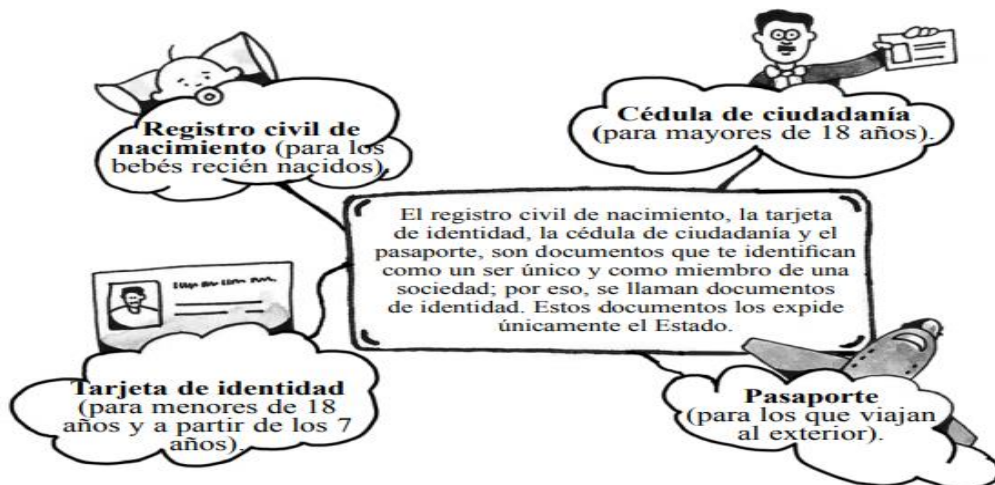 Registro civil de
nacimiento (para los
bebés recién nacidos).
Cédula de ciudadanía
(para mayores de 18 años).
El registro civil de nacimiento, la tarjeta
de identidad, la cédula de ciudadanía y el
pasaporte, son documentos que te identifican
como un ser único y como miembro de una
sociedad; por eso, se llaman documentos
de identidad. Estos documentos los expide
únicamente el Estado.
Tarjeta de identidad
(para menores de 18
años y a partir de los 7
años).
Pasaporte
(para los que viajan
al exterior).